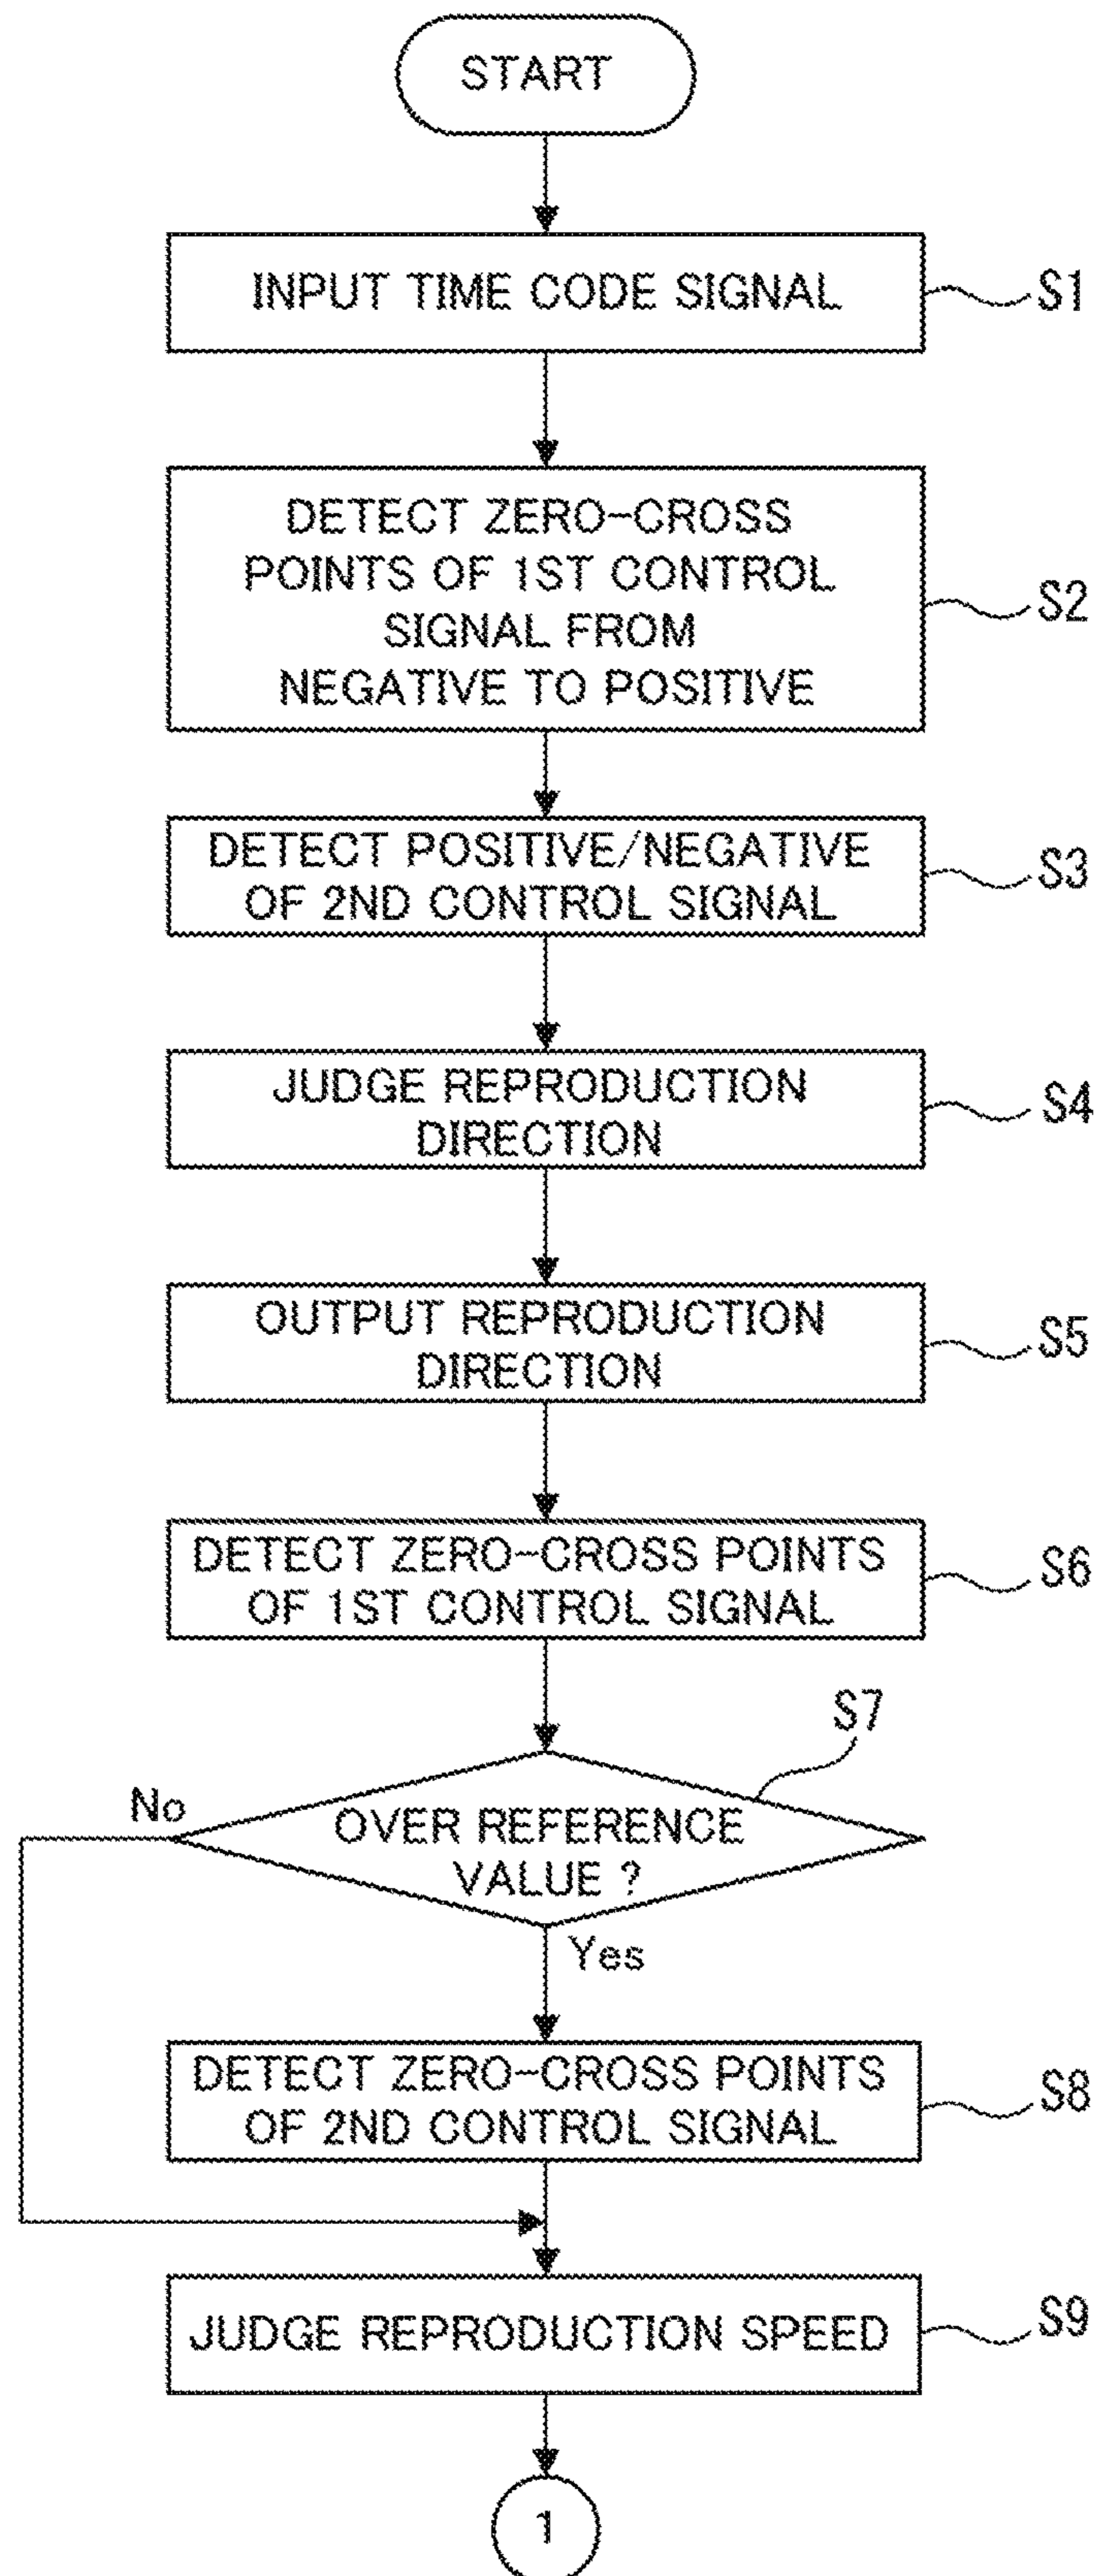 START
INPUT TIME CODE SIGNAL
S1
DETECT ZERO-CROSS
POINTS OF 1ST CONTROL
SIGNAL FROM
NEGATIVE TO POSITIVE
S2
DETECT POSITIVE/NEGATIVE
OF 2ND CONTROL SIGNAL
S3
JUDGE REPRODUCTION
DIRECTION
S4
OUTPUT REPRODUCTION
DIRECTION
S5
DETECT ZERO-CROSS POINTS
OF 1ST CONTROL SIGNAL
S6
S7
No
OVER REFERENCE
VALUE ?
Yes
DETECT ZERO-CROSS POINTS
OF 2ND CONTROL SIGNAL
S8
JUDGE REPRODUCTION SPEED
S9
1